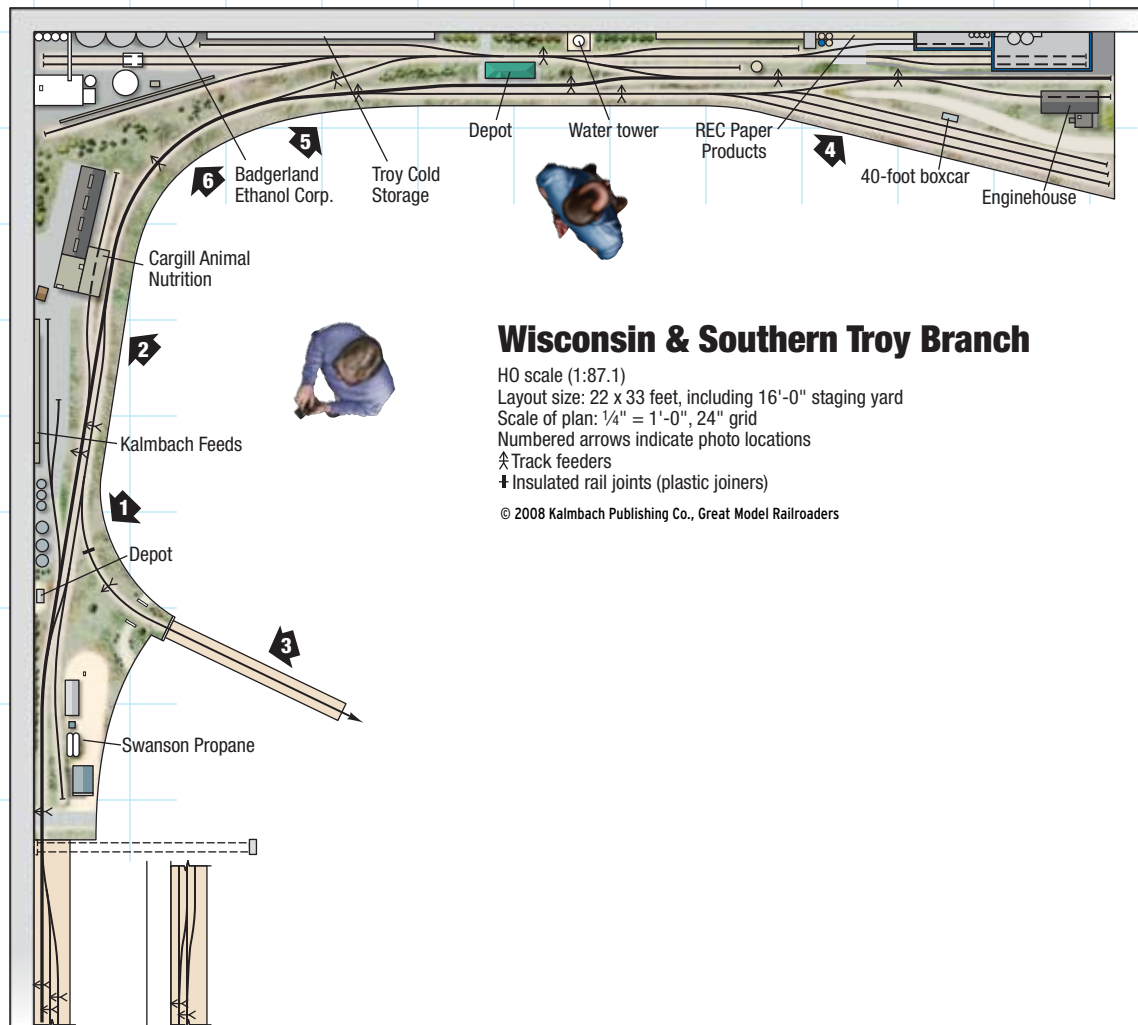 Depot
Water tower
REC Paper
Products
4
40-foot boxcar
Enginehouse
5
6
Badgerland
Ethanol Corp.
Troy Cold
Storage
Cargill Animal
Nutrition
2
Wisconsin & Southern Troy Branch
HO scale (1:87.1)
Layout size: 22 x 33 feet, including 16'-0" staging yard
Scale of plan: ¼" = 1'-0", 24" grid
Numbered arrows indicate photo locations
Track feeders
Insulated rail joints (plastic joiners)
© 2008 Kalmbach Publishing Co., Great Model Railroaders
Kalmbach Feeds
1
Depot
3
Swanson Propane